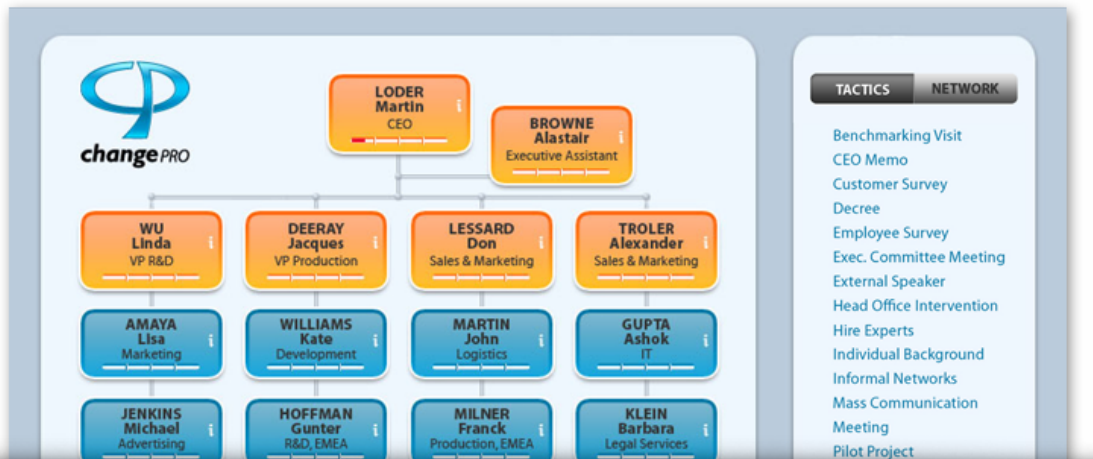 changePRO
LODER
Martin
CEO
BROWNE
Alastair
Executive Assistant
WU
Linda
VP R&D
DEERAY
Jacques
VP Production
LESSARD
Don
Sales & Marketing
TROLER
Alexander
Sales & Marketing
AMAYA
Lisa
Marketing
WILLIAMS
Kate
Development
MARTIN
John
Logistics
GUPTA
Ashok
IT
JENKINS
Michael
Advertising
HOFFMAN
Gunter
R&D, EMEA
MILNER
Franck
Production, EMEA
KLEIN
Barbara
Legal Services
TACTICS
NETWORK
Benchmarking Visit
CEO Memo
Customer Survey
Decree
Employee Survey
Exec. Committee Meeting
External Speaker
Head Office Intervention
Hire Experts
Individual Background
Informal Networks
Mass Communication
Meeting
Pilot Project